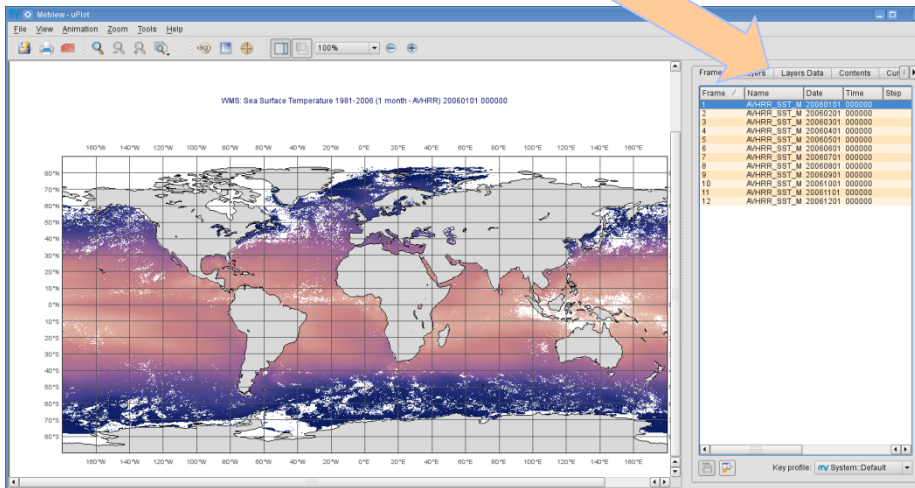 Metview - uPlot
File View Animation Zoom Tools Help
100%
WMS: Sea Surface Temperature 1981-2006 (1 month - AVHRR) 20060101 000000
160°W 140°W 120°W 100°W 80°W 60°W 40°W 20°W 0°E 20°E 40°E 60°E 80°E 100°E 120°E 140°E 160°E
80°N
70°N
60°N
50°N
40°N
30°N
20°N
10°N
0°N
10°S
20°S
30°S
40°S
50°S
60°S
70°S
80°S
160°W 140°W 120°W 100°W 80°W 60°W 40°W 20°W 0°E 20°E 40°E 60°E 80°E 100°E 120°E 140°E 160°E
Frame Layers Data Contents Cur
Frame Name Date Time Step
1 AVHRR_SST_M 20060101 000000
2 AVHRR_SST_M 20060201 000000
3 AVHRR_SST_M 20060301 000000
4 AVHRR_SST_M 20060401 000000
5 AVHRR_SST_M 20060501 000000
6 AVHRR_SST_M 20060601 000000
7 AVHRR_SST_M 20060701 000000
8 AVHRR_SST_M 20060801 000000
9 AVHRR_SST_M 20060901 000000
10 AVHRR_SST_M 20061001 000000
11 AVHRR_SST_M 20061101 000000
12 AVHRR_SST_M 20061201 000000
Key profile: mv System::Default